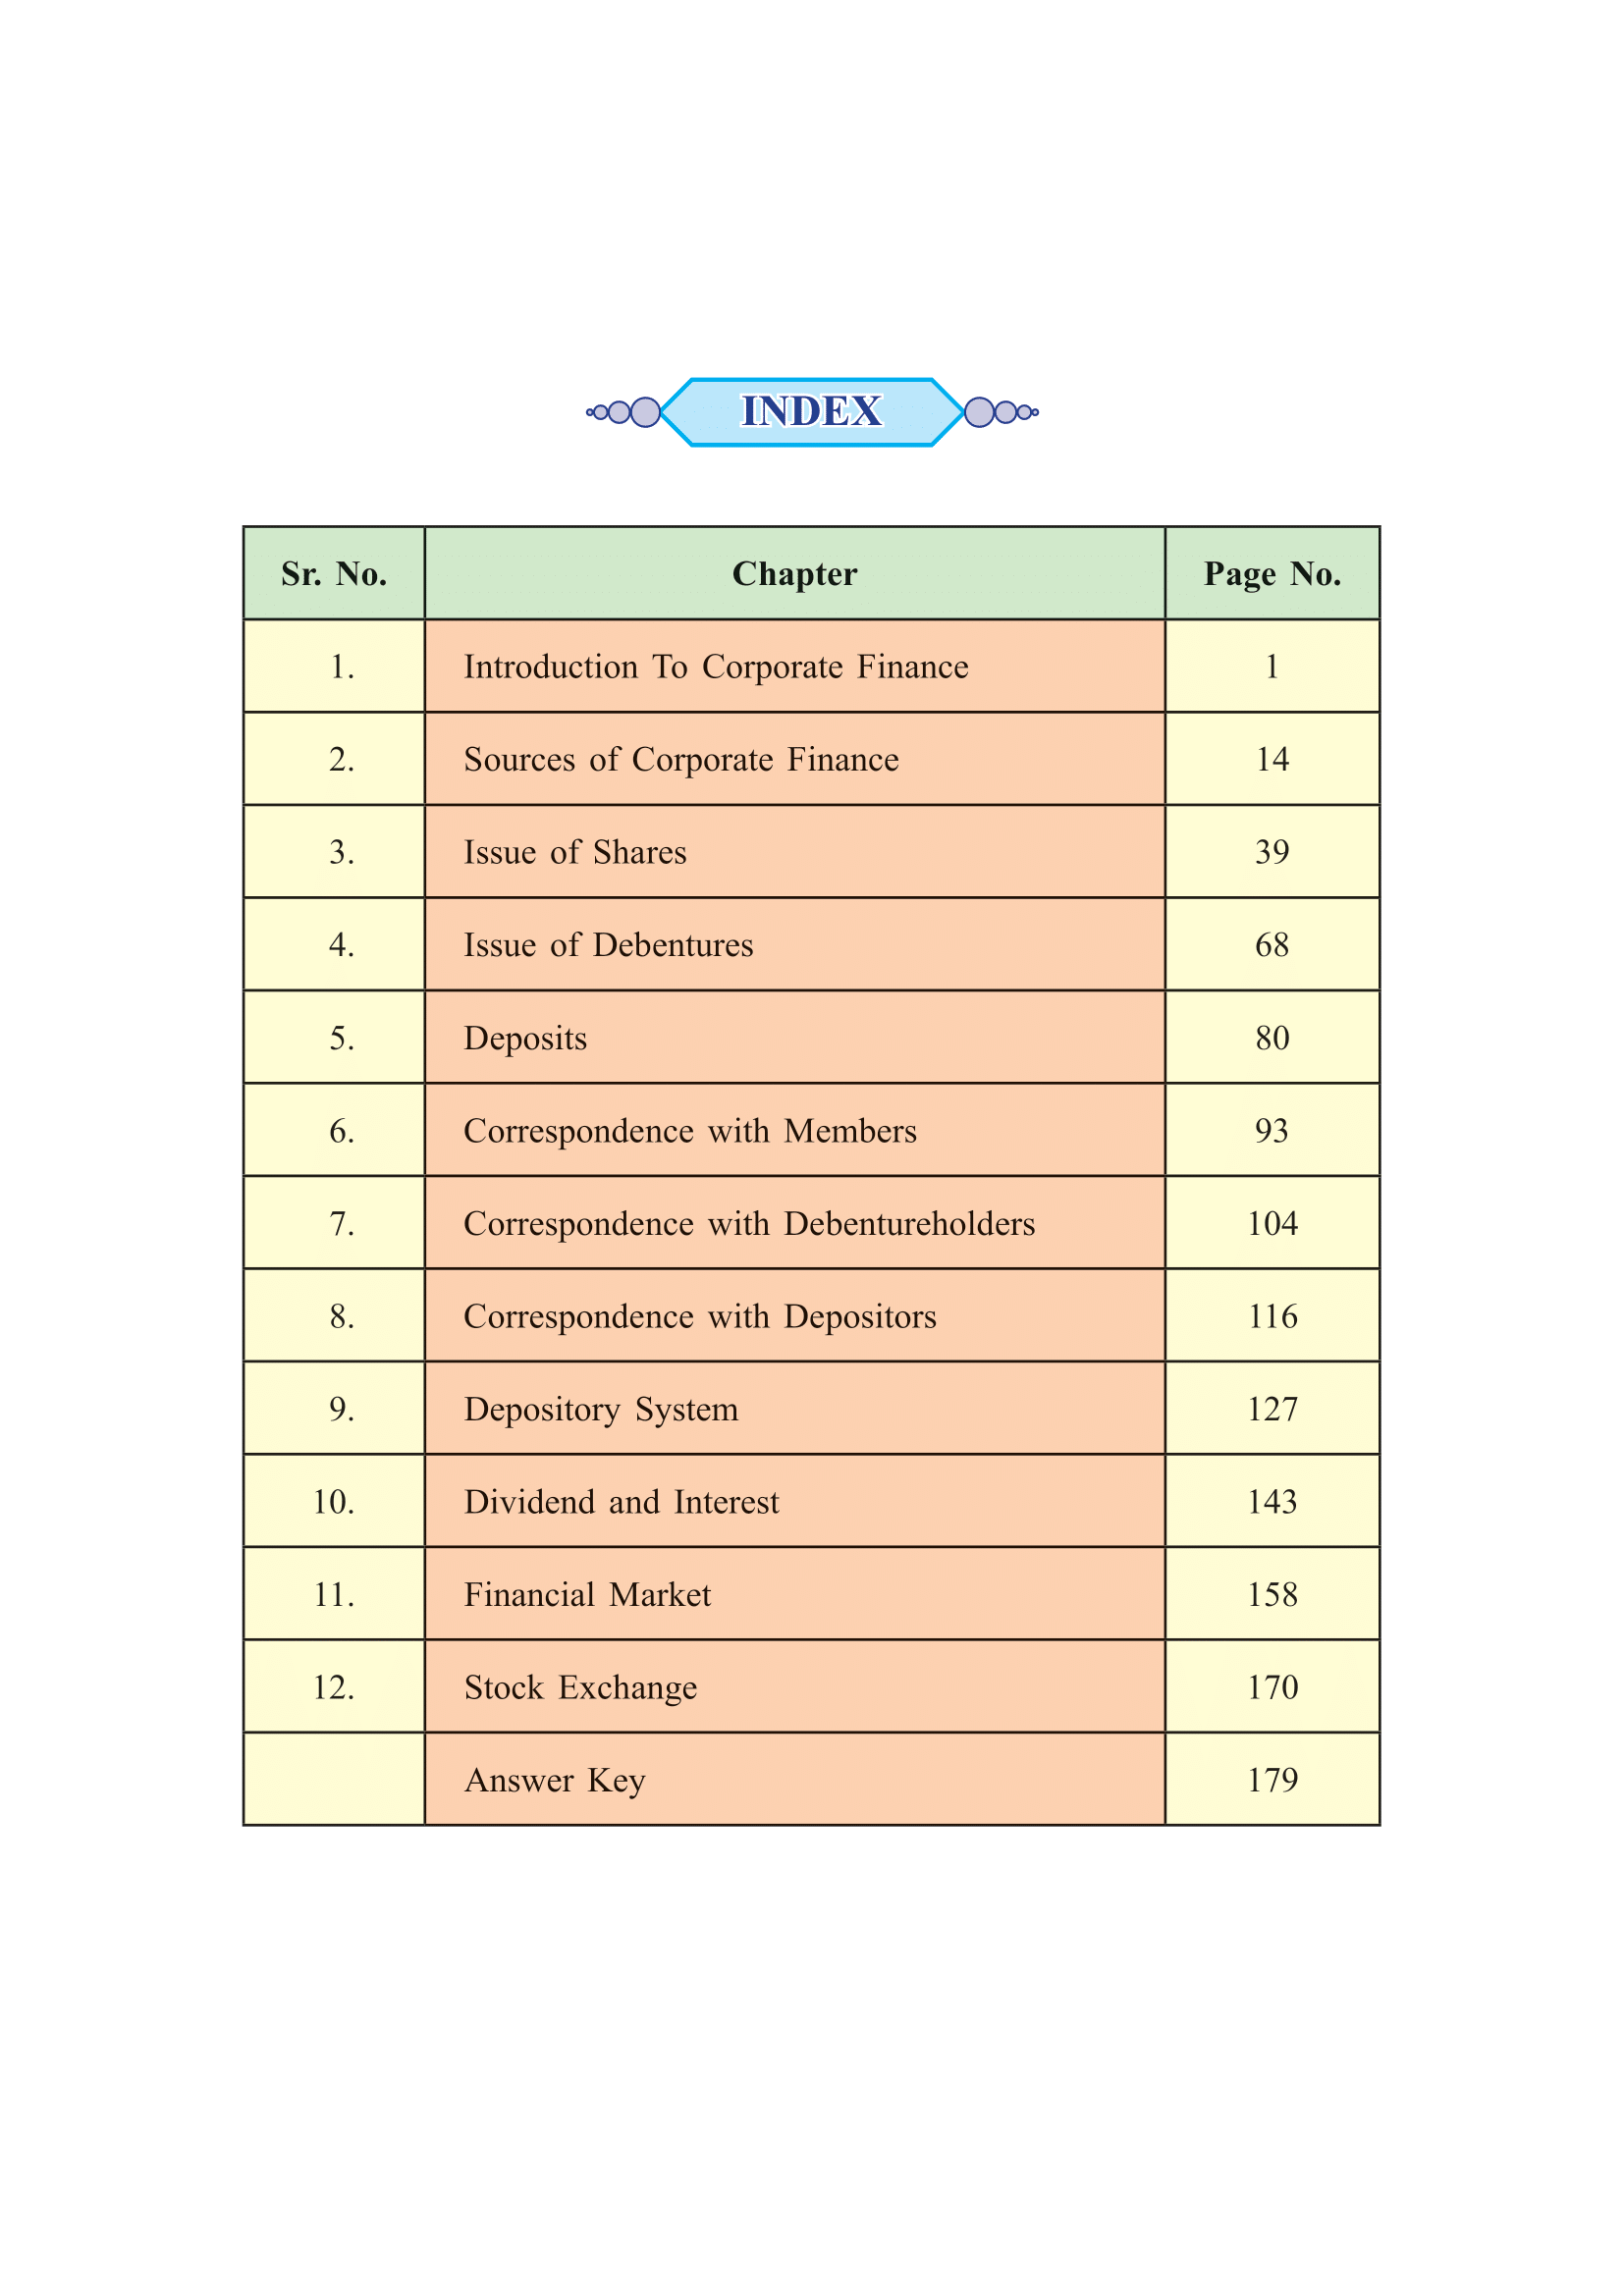 INDEX
Sr. No. Chapter Page No.
1. Introduction To Corporate Finance 1
2. Sources of Corporate Finance 14
3. Issue of Shares 39
4. Issue of Debentures 68
5. Deposits 80
6. Correspondence with Members 93
7. Correspondence with Debentureholders 104
8. Correspondence with Depositors 116
9. Depository System 127
10. Dividend and Interest 143
11. Financial Market 158
12. Stock Exchange 170
Answer Key 179